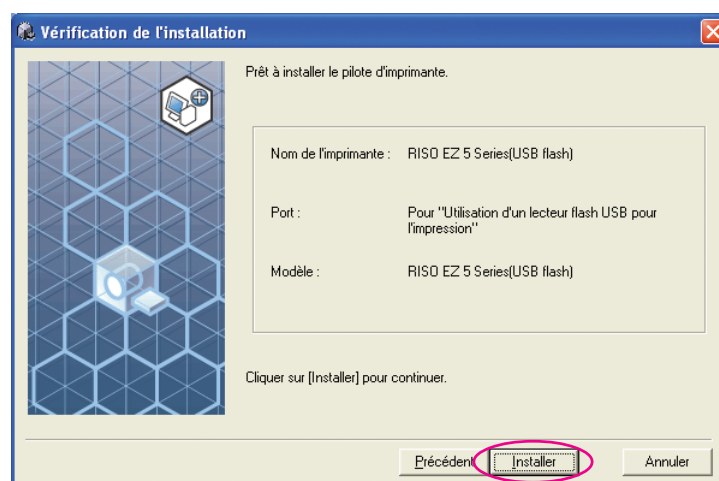 Vérification de l'installation
Prêt à installer le pilote d'imprimante.
Nom de l'imprimante : RISO EZ 5 Series(USB flash)
Port : Pour "Utilisation d'un lecteur flash USB pour
l'impression"
Modèle : RISO EZ 5 Series(USB flash)
Cliquer sur [Installer] pour continuer.
Précédent Installer Annuler